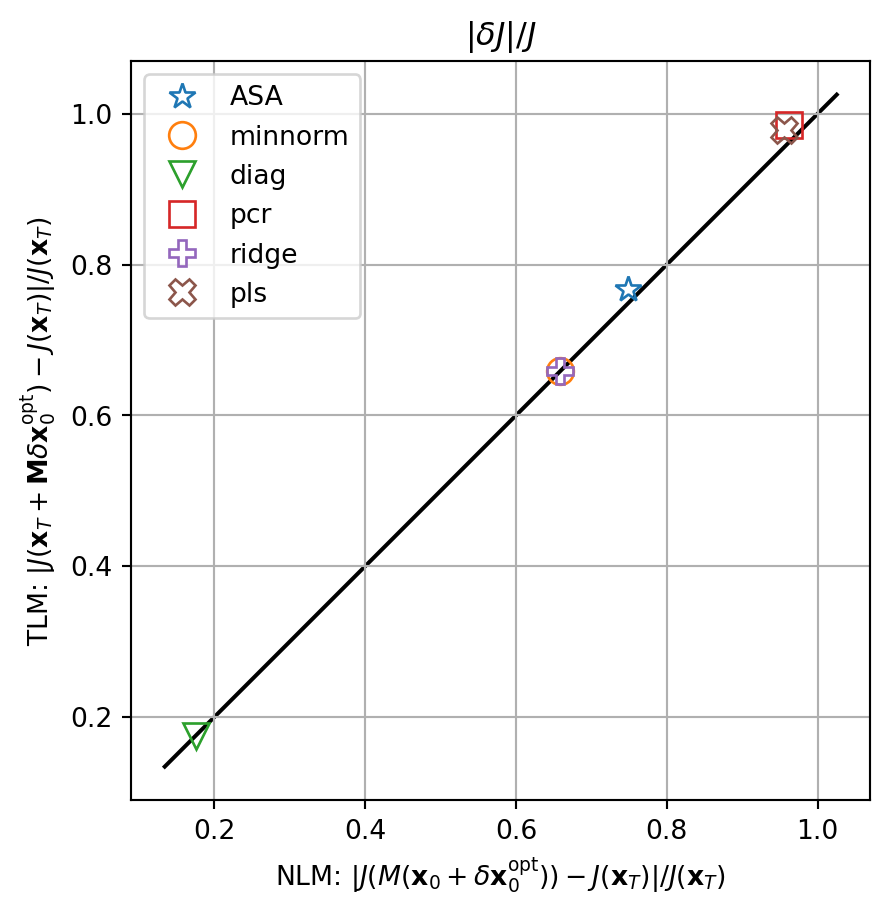 |δJ|/J
ASA
minnorm
diag
pcr
ridge
pls
1.0
0.8
0.6
0.4
0.2
TLM: |J(x_T + Mδx_0^opt) − J(x_T)|/J(x_T)
0.2 0.4 0.6 0.8 1.0
NLM: |J(M(x_0 + δx_0^opt)) − J(x_T)|/J(x_T)